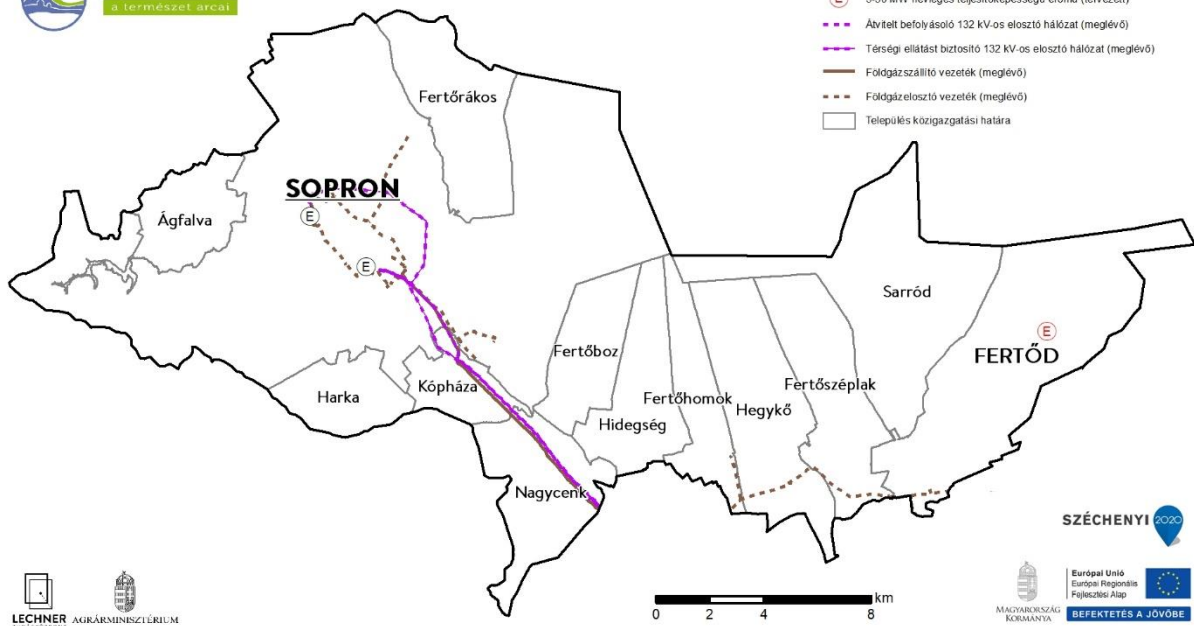 a természet arcai
E
Átvitelt befolyásoló 132 kV-os elosztó hálózat (meglévő)
Térségi ellátást biztosító 132 kV-os elosztó hálózat (meglévő)
Földgázszállító vezeték (meglévő)
Földgázelosztó vezeték (meglévő)
Település közigazgatási határa
Fertőrákos
SOPRON
E
Ágfalva
E
Sarród
E
FERTŐD
Fertőboz
Fertőszéplak
Kópháza
Harka
Fertőhomok
Hegykő
Hidegség
Nagycenk
SZÉCHENYI 2020
km
0 2 4 8
LECHNER
AGRÁRMINISZTÉRIUM
MAGYARORSZÁG
KORMÁNYA
Európai Unió
Európai Regionális
Fejlesztési Alap
BEFEKTETÉS A JÖVŐBE